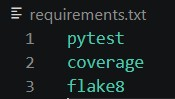 requirements.txt
1 pytest
2 coverage
3 flake8